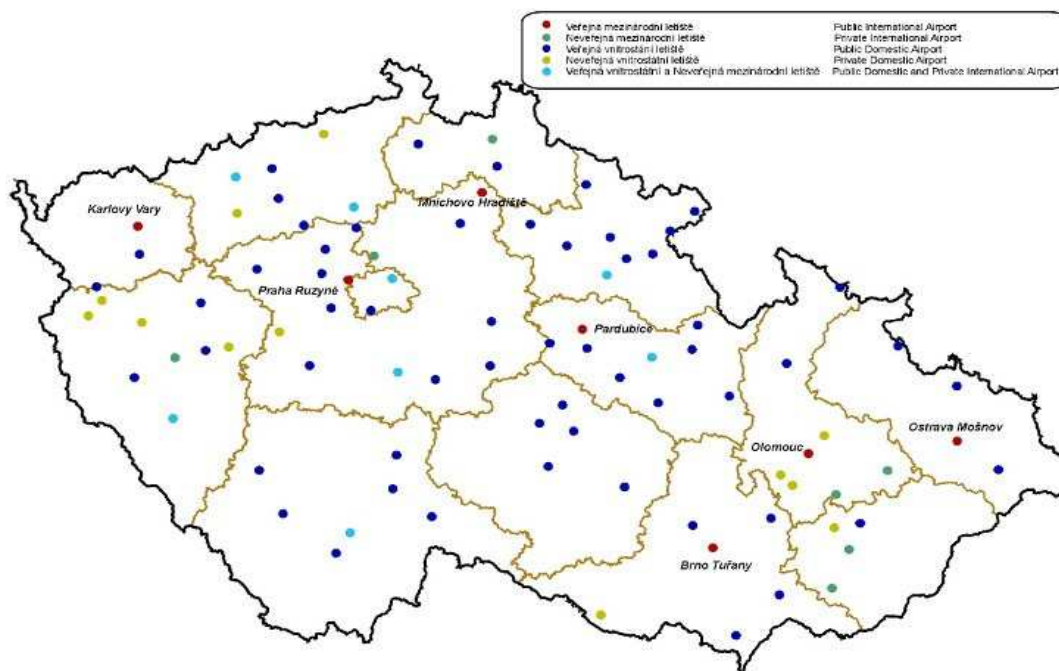 Veřejná mezinárodní letiště Public International Airport
Neveřejná mezinárodní letiště Private International Airport
Veřejná vnitrostání letiště Public Domestic Airport
Neveřejná vnitrostátní letiště Private Domestic Airport
Veřejná vnitrostátní a Neveřejná mezinárodní letiště Public Domestic and Private International Airport
Karlovy Vary
Mnichovo Hradiště
Praha Ruzyně
Pardubice
Ostrava Mošnov
Olomouc
Brno Tuřany